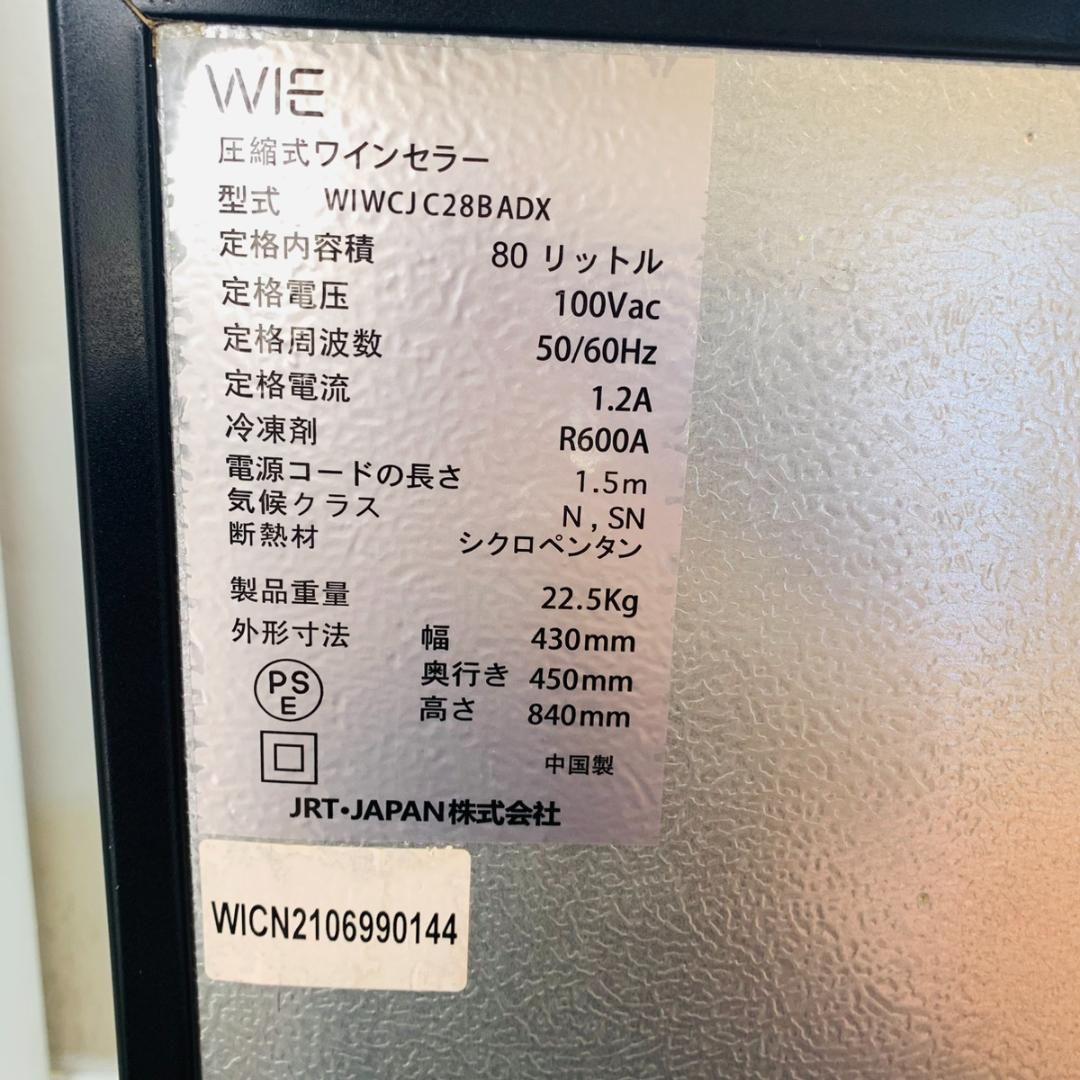 WIE
圧縮式ワインセラー
型式 WIWCJC28BADX
定格内容積 80 リットル
定格電圧 100Vac
定格周波数 50/60Hz
定格電流 1.2A
冷凍剤 R600A
電源コードの長さ 1.5m
気候クラス N , SN
断熱材 シクロペンタン
製品重量 22.5Kg
外形寸法 幅 430mm
奥行き 450mm
高さ 840mm
PS
E
中国製
JRT・JAPAN株式会社
WICN2106990144